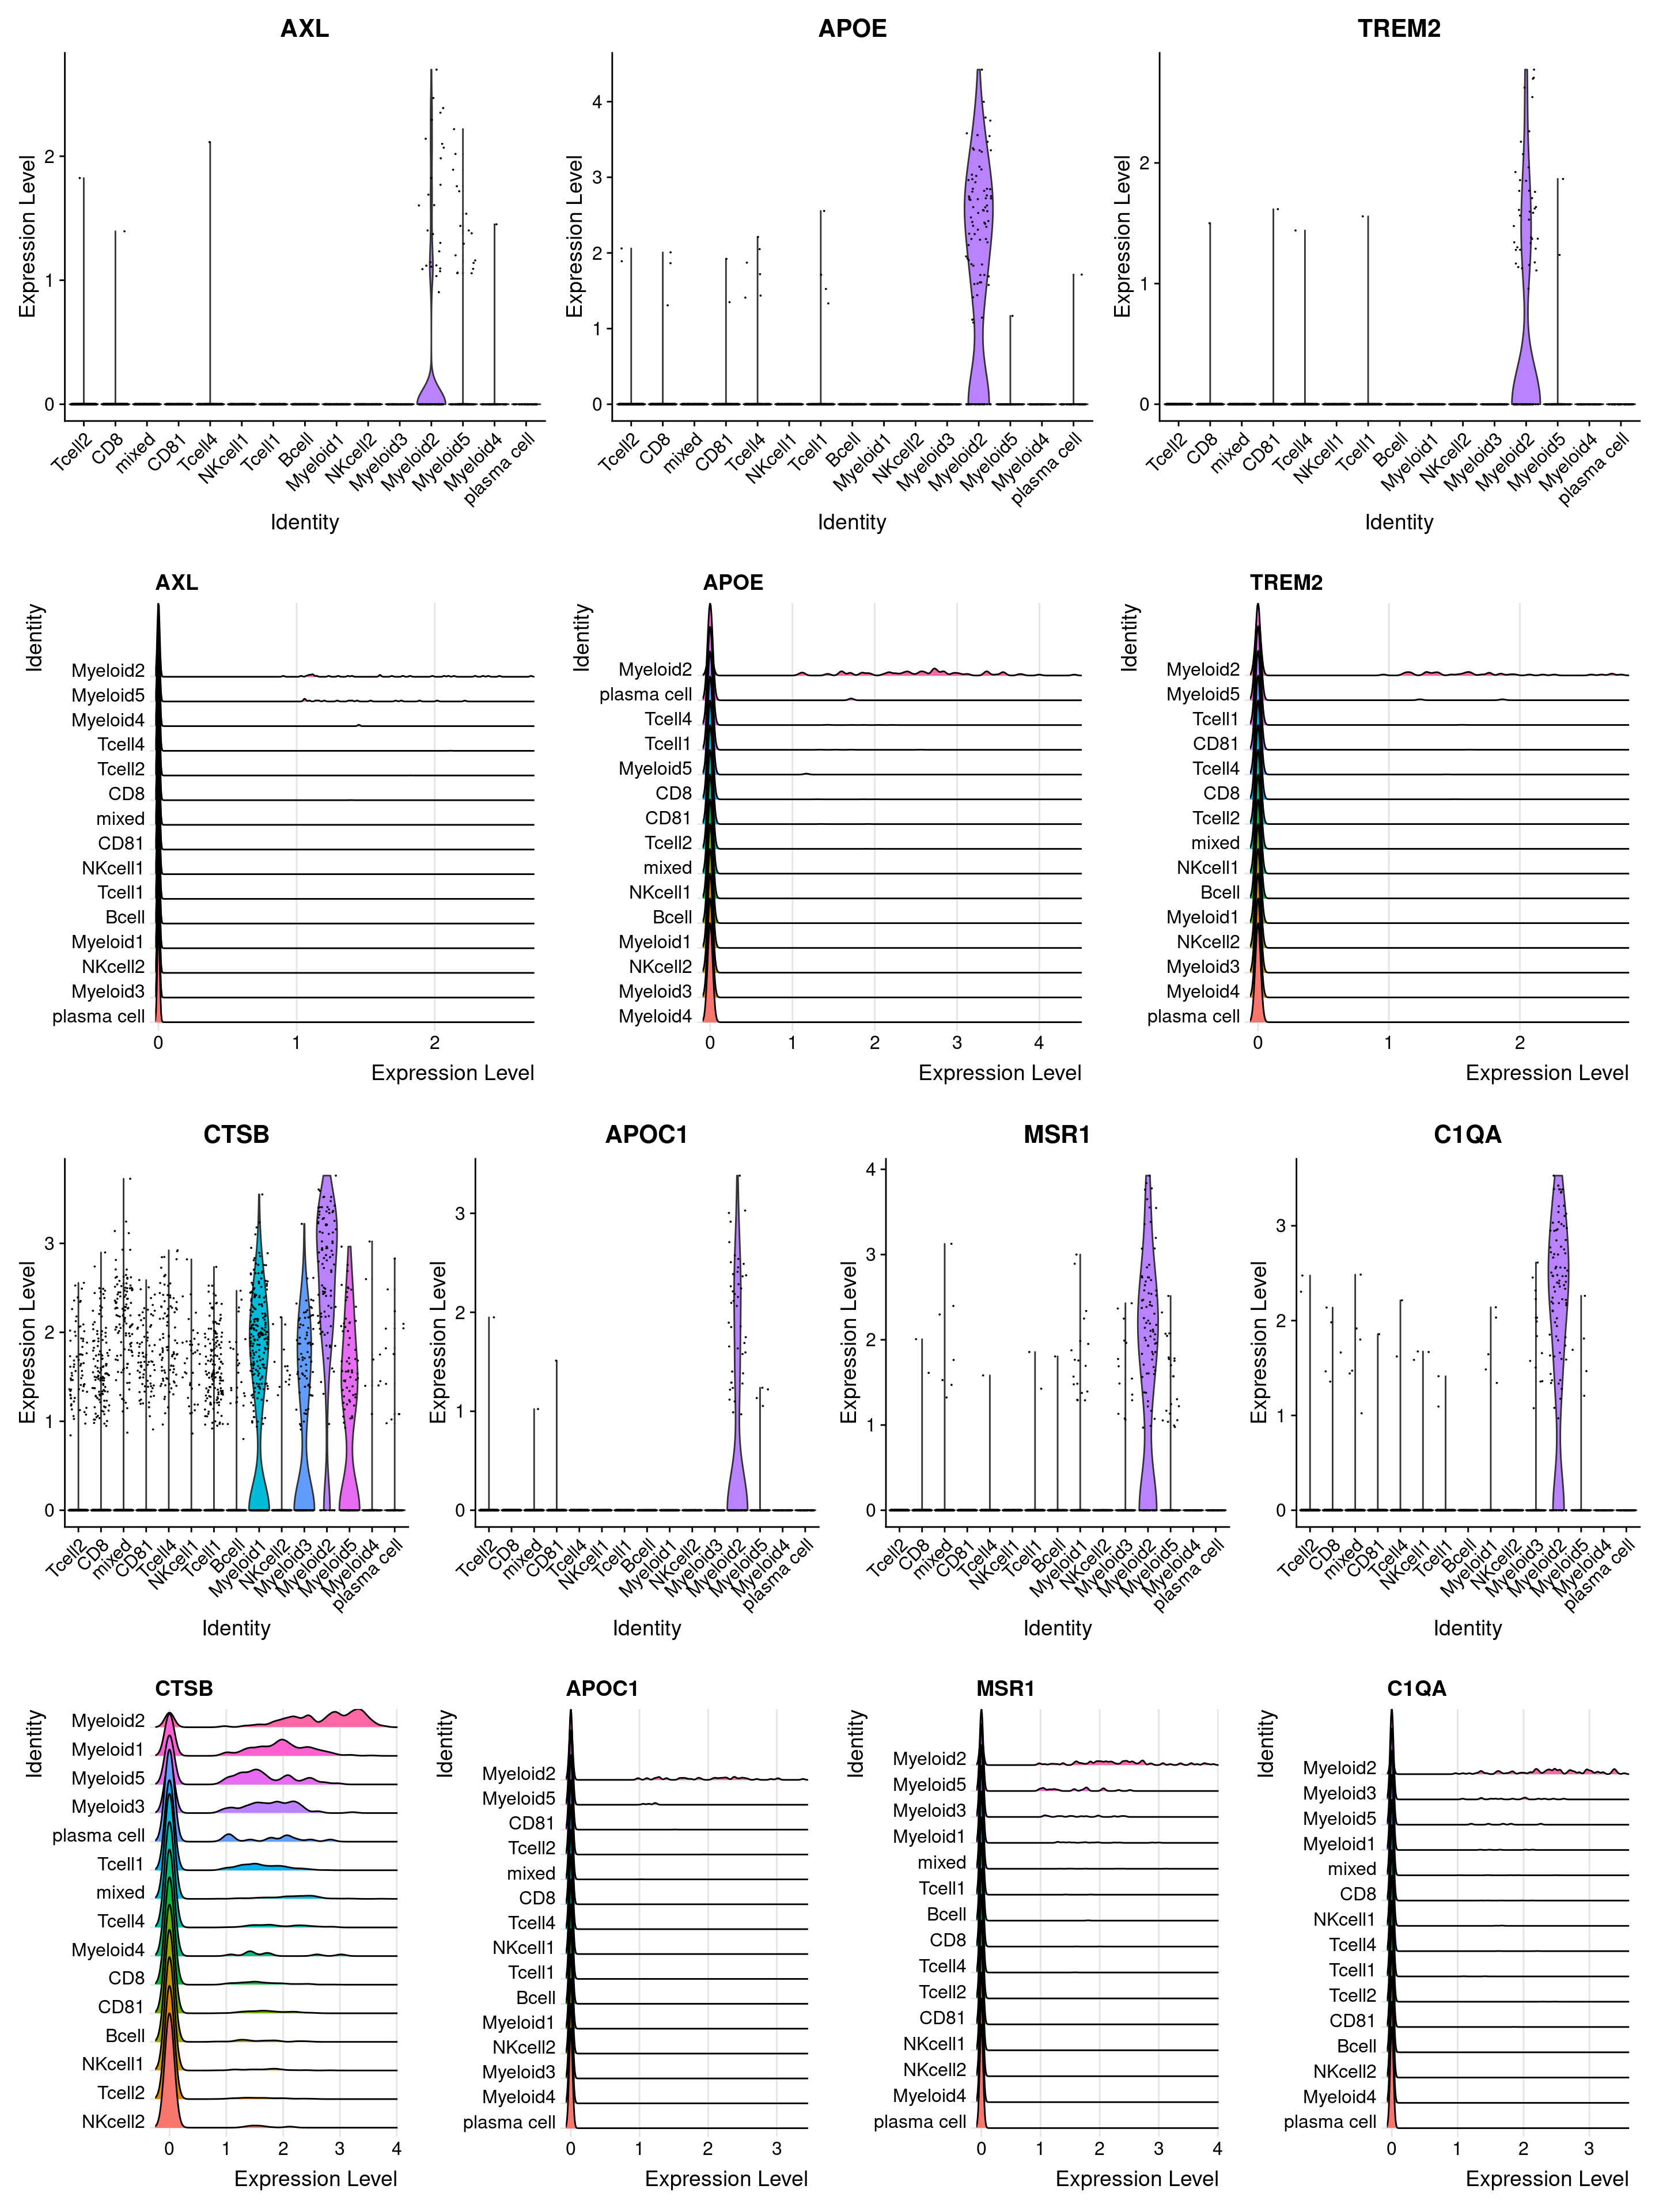 AXL APOE TREM2
Expression Level Expression Level Expression Level
2 4 2
1 3 1
0 2 0
1
0
Tcell2 CD8 mixed CD81 Tcell4 NKcell1 Tcell1 Bcell Myeloid1 NKcell2 Myeloid3 Myeloid2 Myeloid5 Myeloid4 plasma cell
Tcell2 CD8 mixed CD81 Tcell4 NKcell1 Tcell1 Bcell Myeloid1 NKcell2 Myeloid3 Myeloid2 Myeloid5 Myeloid4 plasma cell
Tcell2 CD8 mixed CD81 Tcell4 NKcell1 Tcell1 Bcell Myeloid1 NKcell2 Myeloid3 Myeloid2 Myeloid5 Myeloid4 plasma cell
Identity Identity Identity
AXL APOE TREM2
Identity Identity Identity
Myeloid2 Myeloid2 Myeloid2
Myeloid5 plasma cell Myeloid5
Myeloid4 Tcell4 Tcell1
Tcell4 Tcell1 CD81
Tcell2 Myeloid5 Tcell4
CD8 CD8 CD8
mixed CD81 Tcell2
CD81 Tcell2 mixed
NKcell1 mixed NKcell1
Tcell1 NKcell1 Bcell
Bcell Bcell Myeloid1
Myeloid1 Myeloid1 NKcell2
NKcell2 NKcell2 Myeloid3
Myeloid3 Myeloid3 Myeloid4
plasma cell Myeloid4 plasma cell
0 1 2 0 1 2 3 4 0 1 2
Expression Level Expression Level Expression Level
CTSB APOC1 MSR1 C1QA
Expression Level Expression Level Expression Level Expression Level
3 3 4 3
2 2 3 2
1 1 2 1
0 0 1 0
0
Tcell2 CD8 mixed CD81 Tcell4 NKcell1 Tcell1 Bcell Myeloid1 NKcell2 Myeloid3 Myeloid2 Myeloid5 Myeloid4 plasma cell
Tcell2 CD8 mixed CD81 Tcell4 NKcell1 Tcell1 Bcell Myeloid1 NKcell2 Myeloid3 Myeloid2 Myeloid5 Myeloid4 plasma cell
Tcell2 CD8 mixed CD81 Tcell4 NKcell1 Tcell1 Bcell Myeloid1 NKcell2 Myeloid3 Myeloid2 Myeloid5 Myeloid4 plasma cell
Tcell2 CD8 mixed CD81 Tcell4 NKcell1 Tcell1 Bcell Myeloid1 NKcell2 Myeloid3 Myeloid2 Myeloid5 Myeloid4 plasma cell
Identity Identity Identity Identity
CTSB APOC1 MSR1 C1QA
Identity Identity Identity Identity
Myeloid2 Myeloid2 Myeloid2 Myeloid2
Myeloid1 Myeloid5 Myeloid5 Myeloid3
Myeloid5 CD81 Myeloid3 Myeloid5
Myeloid3 Tcell2 Myeloid1 Myeloid1
plasma cell mixed mixed mixed
Tcell1 CD8 Tcell1 CD8
mixed Tcell4 Bcell NKcell1
Tcell4 NKcell1 CD8 Tcell4
Myeloid4 Tcell1 Tcell4 Tcell1
CD8 Bcell Tcell2 Tcell2
CD81 Myeloid1 CD81 CD81
Bcell NKcell2 NKcell1 Bcell
NKcell1 Myeloid3 NKcell2 NKcell2
Tcell2 Myeloid4 Myeloid4 Myeloid4
NKcell2 plasma cell plasma cell plasma cell
0 1 2 3 4 0 1 2 3 0 1 2 3 4 0 1 2 3
Expression Level Expression Level Expression Level Expression Level